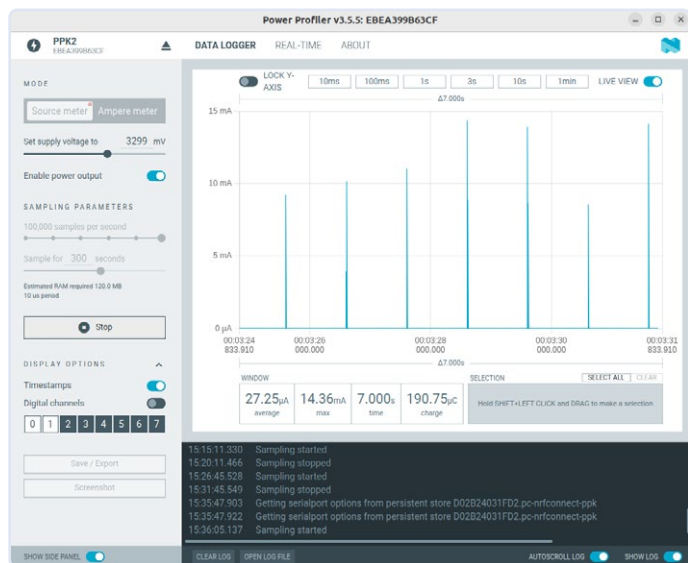 Power Profiler v3.5.5: EBEA399B63CF
PPK2
EBEA399B63CF
DATA LOGGER REAL-TIME ABOUT
MODE
Source meter Ampere meter
Set supply voltage to 3299 mV
Enable power output
SAMPLING PARAMETERS
100,000 samples per second
Sample for 300 seconds
Estimated RAM required 120.0 MB
10 us period
Stop
DISPLAY OPTIONS
Timestamps
Digital channels
0 1 2 3 4 5 6 7
Save / Export
Screenshot
SHOW SIDE PANEL
LOCK Y-AXIS 10ms 100ms 1s 3s 10s 1min LIVE VIEW
Δ7.000s
15 mA
10 mA
5 mA
0 μA
00:03:24 00:03:26 00:03:28 00:03:30 00:03:31
833.910 000.000 000.000 000.000 833.910
Δ7.000s
WINDOW
27.25μA 14.36mA 7.000s 190.75μC
average max time charge
SELECTION SELECT ALL CLEAR
Hold SHIFT+LEFT CLICK and DRAG to make a selection
15:15:11.330 Sampling started
15:20:11.466 Sampling stopped
15:26:45.528 Sampling started
15:31:45.549 Sampling stopped
15:35:47.903 Getting serialport options from persistent store D02B24031FD2.pc-nrfconnect-ppk
15:35:47.922 Getting serialport options from persistent store D02B24031FD2.pc-nrfconnect-ppk
15:36:05.137 Sampling started
CLEAR LOG OPEN LOG FILE AUTOSCROLL LOG SHOW LOG